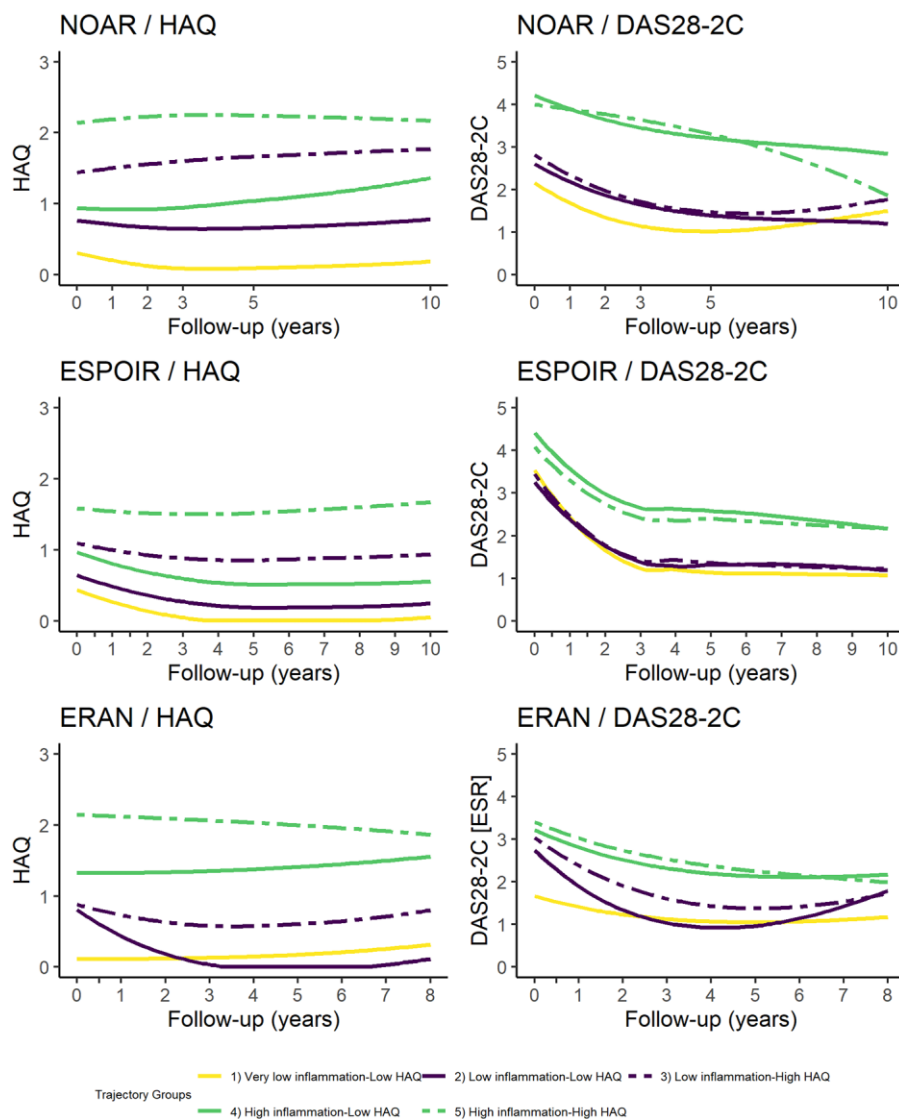 NOAR / HAQ
3
2
1
0
HAQ
0 1 2 3 5 10
Follow-up (years)
NOAR / DAS28-2C
5
4
3
2
1
0
DAS28-2C
0 1 2 3 5 10
Follow-up (years)
ESPOIR / HAQ
3
2
1
0
HAQ
0 1 2 3 4 5 6 7 8 9 10
Follow-up (years)
ESPOIR / DAS28-2C
5
4
3
2
1
0
DAS28-2C
0 1 2 3 4 5 6 7 8 9 10
Follow-up (years)
ERAN / HAQ
3
2
1
0
HAQ
0 1 2 3 4 5 6 7 8
Follow-up (years)
ERAN / DAS28-2C
5
4
3
2
1
0
DAS28-2C [ESR]
0 1 2 3 4 5 6 7 8
Follow-up (years)
Trajectory Groups
1) Very low inflammation-Low HAQ 2) Low inflammation-Low HAQ 3) Low inflammation-High HAQ
4) High inflammation-Low HAQ 5) High inflammation-High HAQ